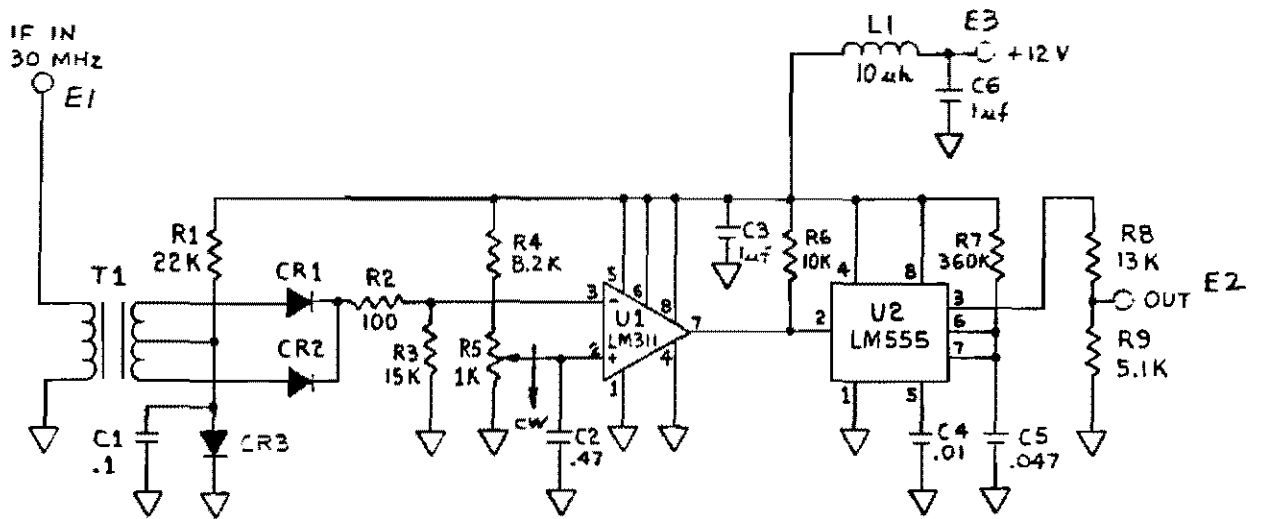 IF IN
30 MHz
E1
L1
10 uh
E3
+12 V
C6
1uf
R1
22K
T1
CR1
CR2
R2
100
R3
15K
R4
8.2K
R5
1K
CW
C1
.1
CR3
C2
.47
3
-
5
6
8
U1
LM311
7
2
+
1
4
C3
1uf
R6
10K
4
8
R7
360K
2
U2
LM555
3
6
7
1
5
C4
.01
C5
.047
R8
13K
OUT
E2
R9
5.1K